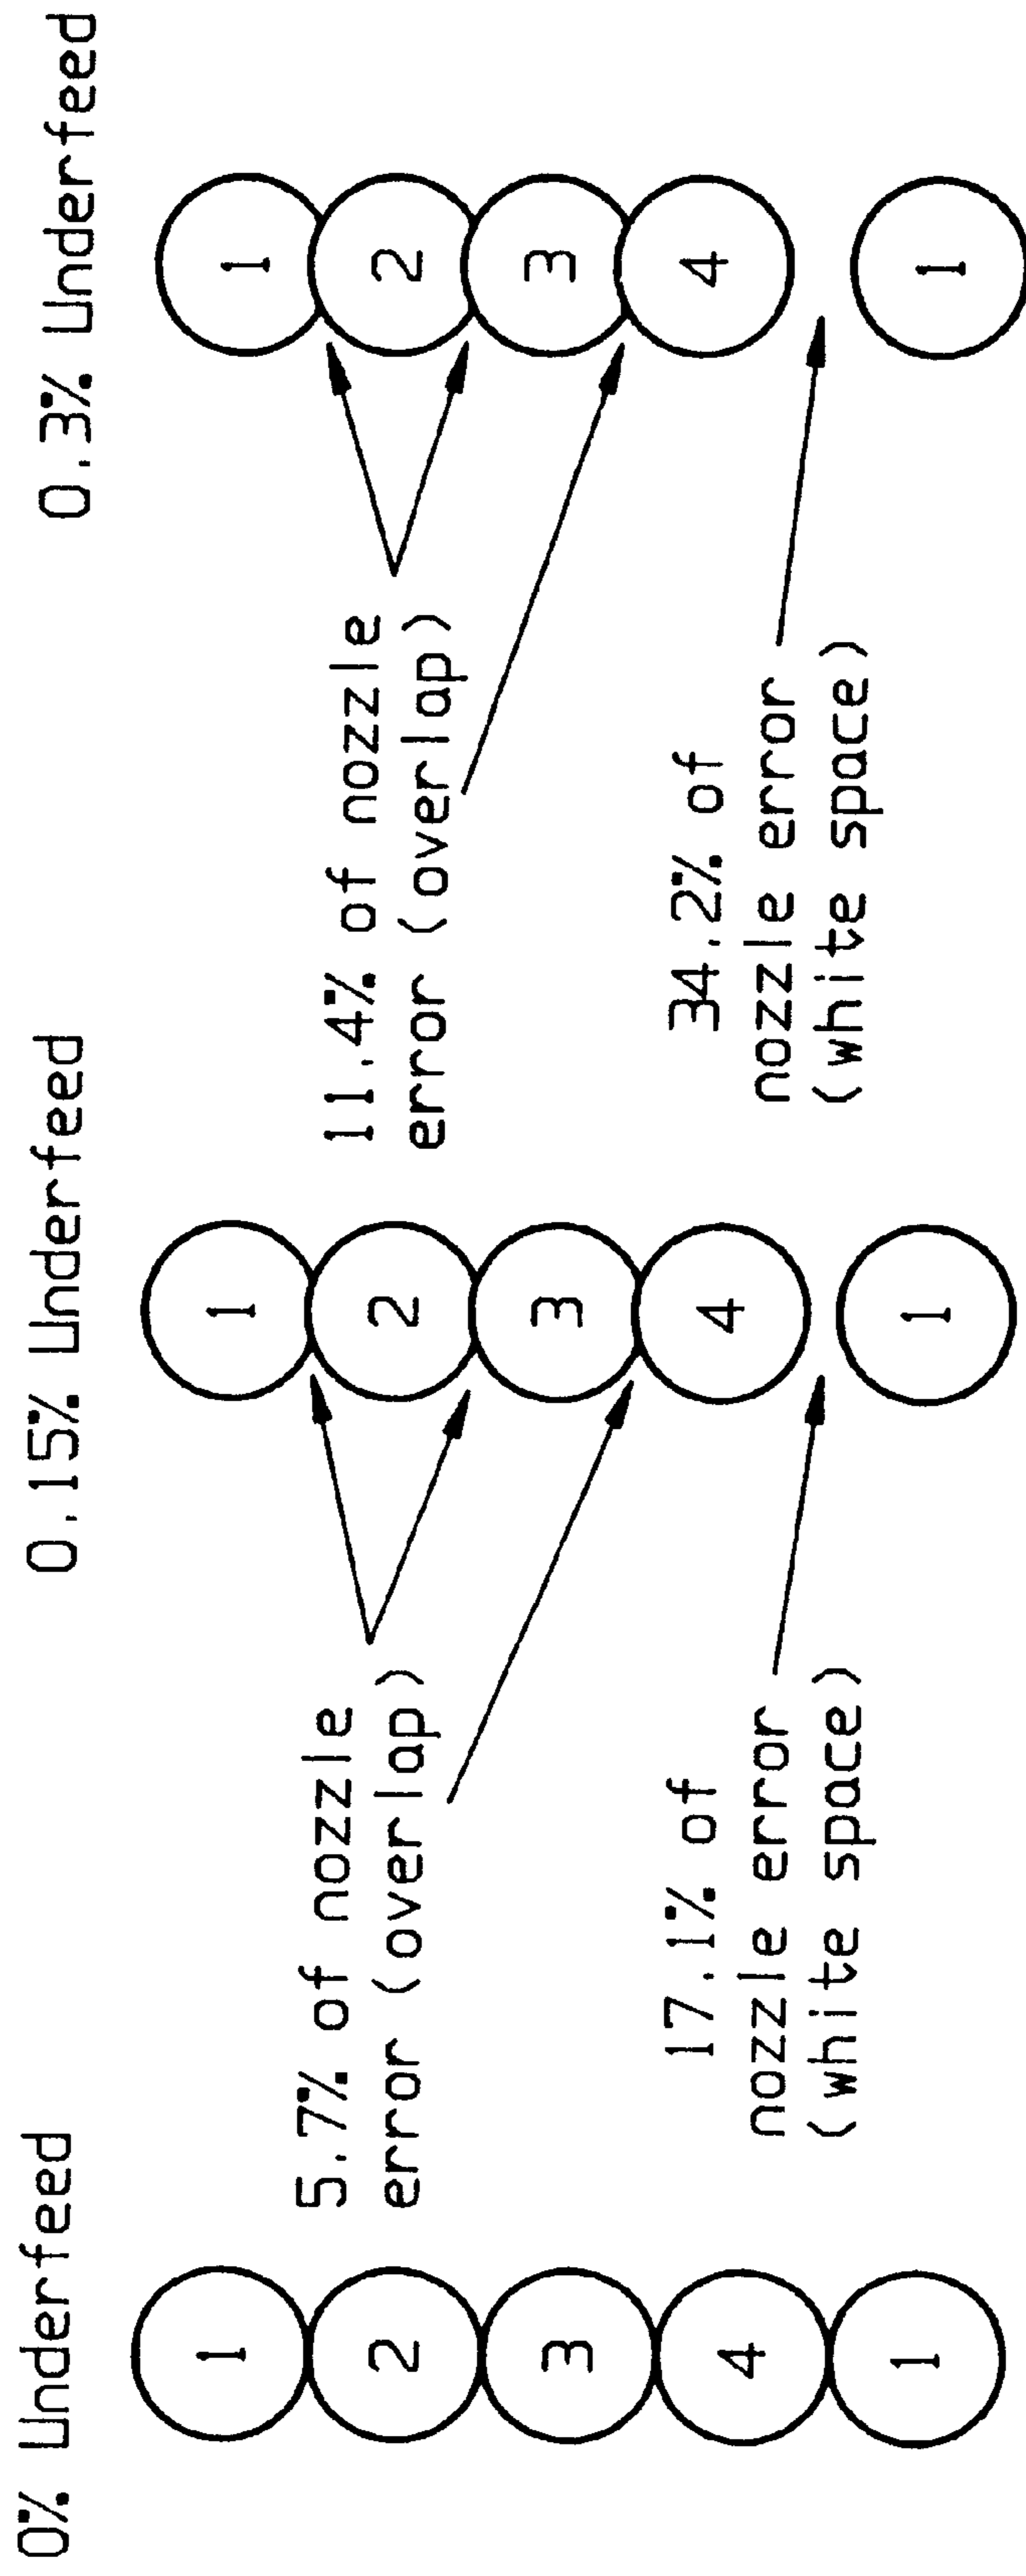 0% Underfeed
1
2
3
4
1
5.7% of nozzle
error (overlap)
17.1% of
nozzle error
(white space)
0.15% Underfeed
1
2
3
4
1
11.4% of nozzle
error (overlap)
34.2% of
nozzle error
(white space)
0.3% Underfeed
1
2
3
4
1